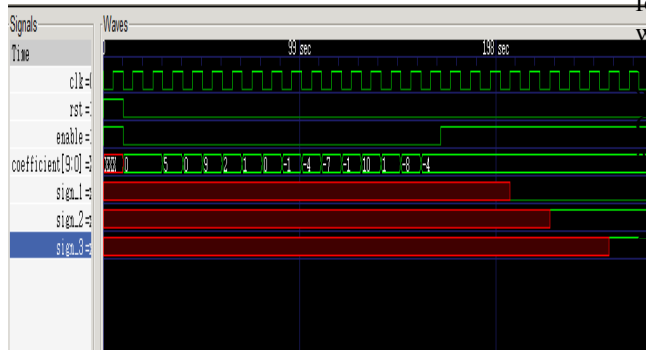 Signals
Waves
Time
99 sec
198 sec
clk
rst
enable
coefficient[9:0] XXX 0 5 0 9 2 1 0 -1 -4 -7 -1 10 1 -8 -4
sign_1
sign_2
sign_3